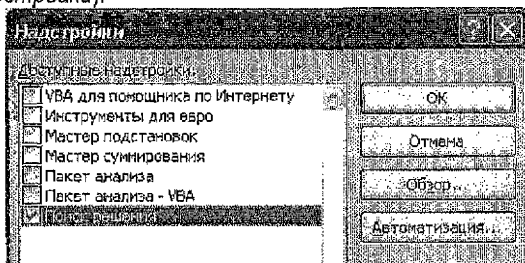 Надстройки
Доступные надстройки:
VBA для помощника по Интернету
Инструменты для евро
Мастер подстановок
Мастер суммирования
Пакет анализа
Пакет анализа - VBA
Поиск решения
OK
Отмена
Обзор...
Автоматизация...